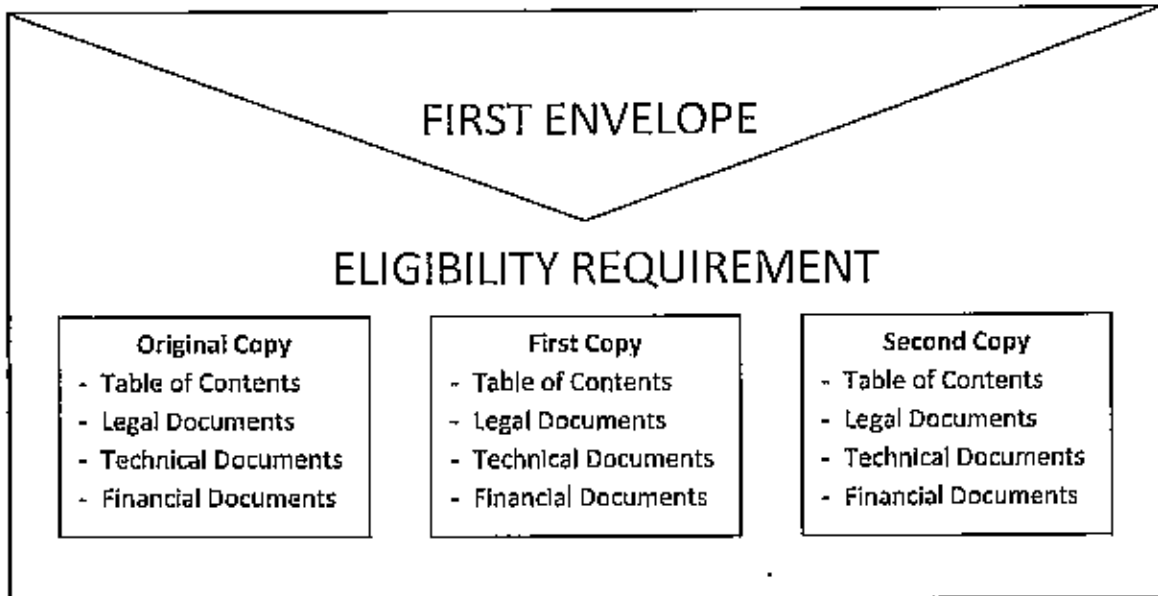 FIRST ENVELOPE
ELIGIBILITY REQUIREMENT
Original Copy
- Table of Contents
- Legal Documents
- Technical Documents
- Financial Documents
First Copy
- Table of Contents
- Legal Documents
- Technical Documents
- Financial Documents
Second Copy
- Table of Contents
- Legal Documents
- Technical Documents
- Financial Documents